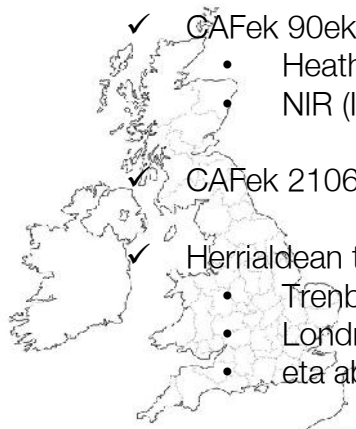 ✓ CAFek 90ek
• Heath
• NIR (I
✓ CAFek 2106
✓ Herrialdean t
• Trenb
• Londr
• eta ab